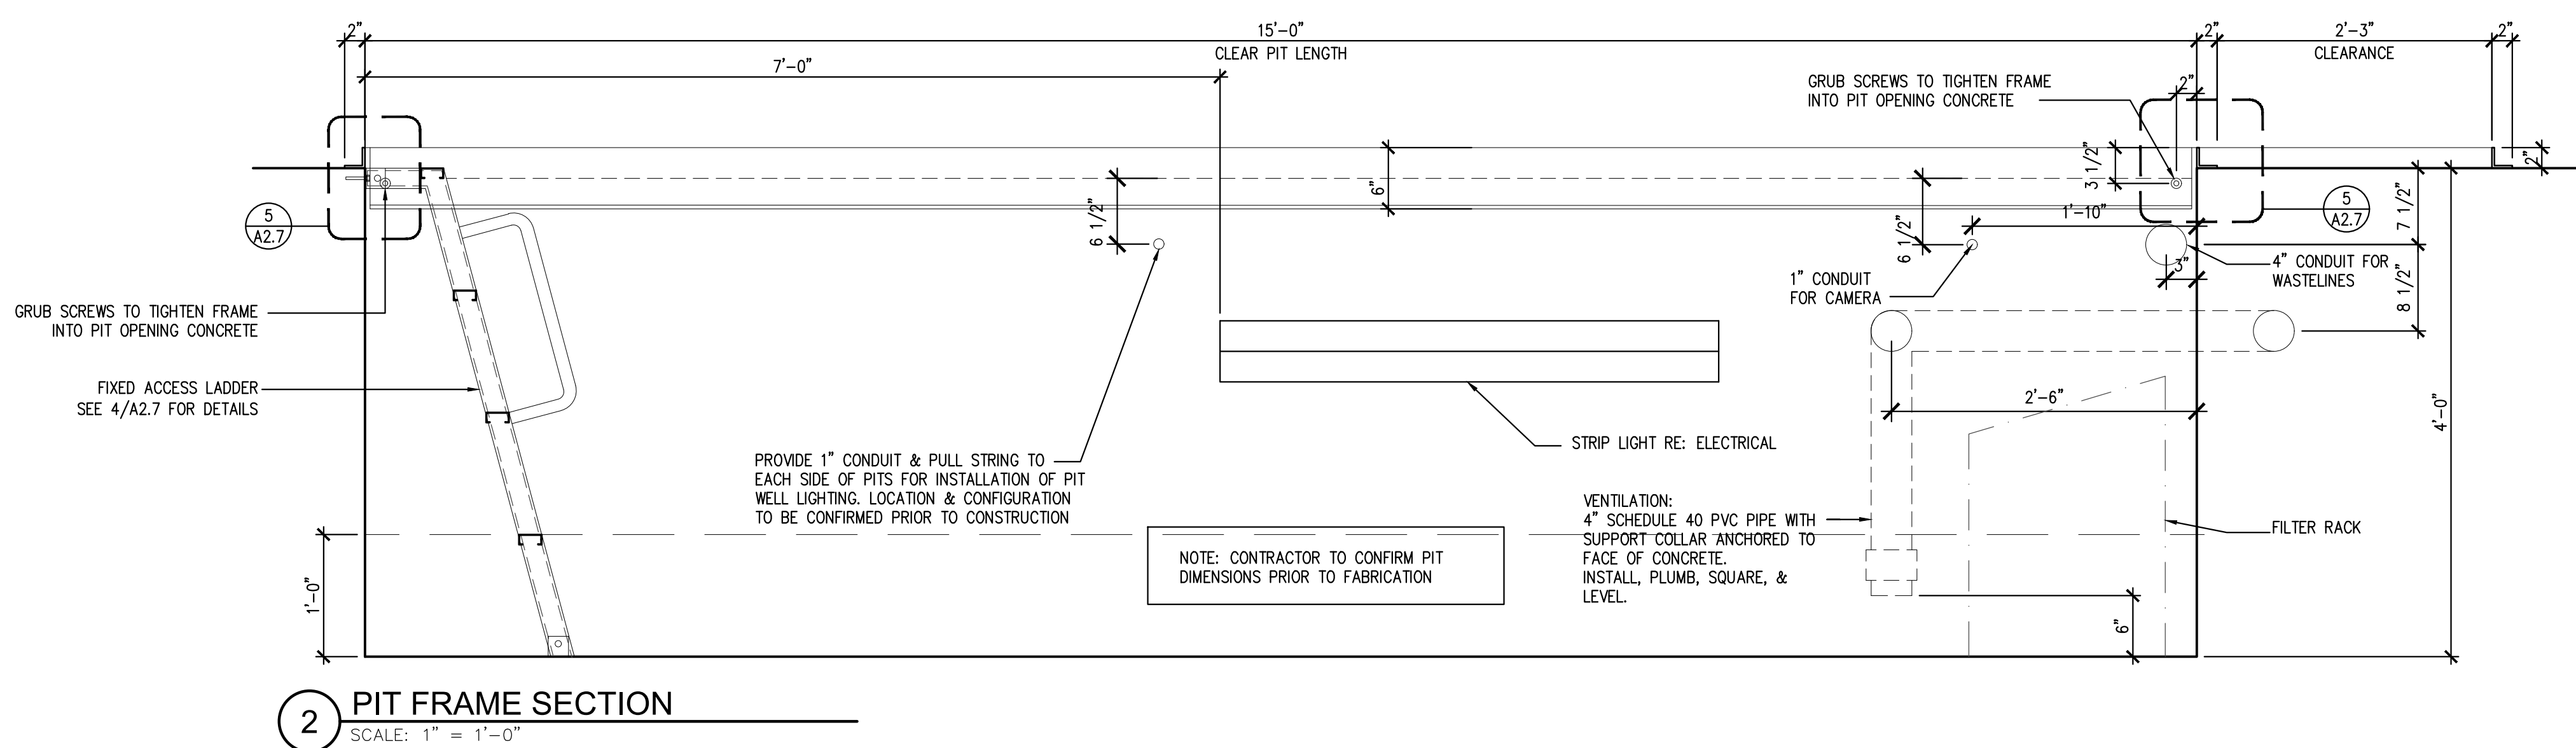 2"
15'-0"
CLEAR PIT LENGTH
2"
2'-3"
CLEARANCE
2"
7'-0"
GRUB SCREWS TO TIGHTEN FRAME
INTO PIT OPENING CONCRETE
2"
3 1/2"
2"
6"
5
A2.7
6 1/2"
6 1/2"
1'-10"
5
A2.7
7 1/2"
1" CONDUIT
FOR CAMERA
3"
4" CONDUIT FOR
WASTELINES
8 1/2"
GRUB SCREWS TO TIGHTEN FRAME
INTO PIT OPENING CONCRETE
FIXED ACCESS LADDER
SEE 4/A2.7 FOR DETAILS
2'-6"
4'-0"
STRIP LIGHT RE: ELECTRICAL
PROVIDE 1" CONDUIT & PULL STRING TO
EACH SIDE OF PITS FOR INSTALLATION OF PIT
WELL LIGHTING. LOCATION & CONFIGURATION
TO BE CONFIRMED PRIOR TO CONSTRUCTION
VENTILATION:
4" SCHEDULE 40 PVC PIPE WITH
SUPPORT COLLAR ANCHORED TO
FACE OF CONCRETE.
INSTALL, PLUMB, SQUARE, &
LEVEL.
FILTER RACK
NOTE: CONTRACTOR TO CONFIRM PIT
DIMENSIONS PRIOR TO FABRICATION
1'-0"
6"
2
PIT FRAME SECTION
SCALE: 1" = 1'-0"